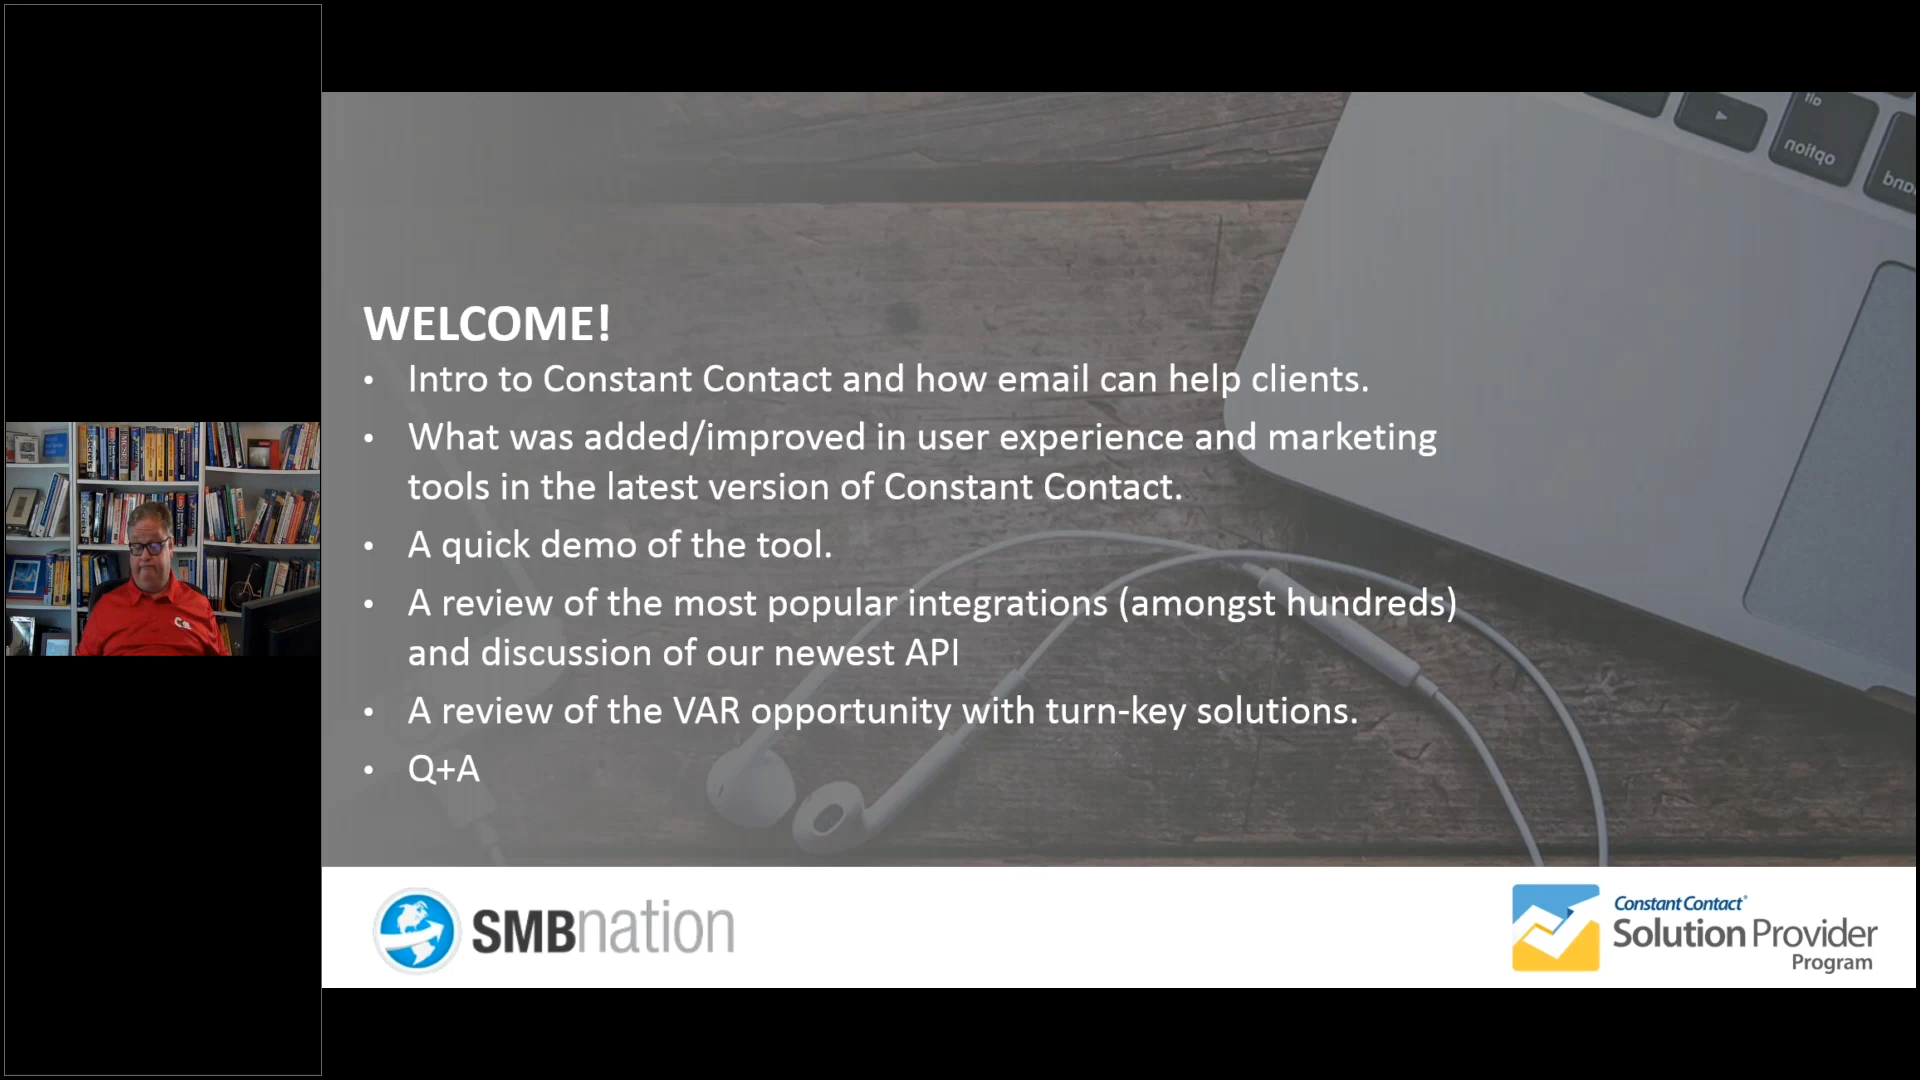 WELCOME!
• Intro to Constant Contact and how email can help clients.
• What was added/improved in user experience and marketing
tools in the latest version of Constant Contact.
• A quick demo of the tool.
• A review of the most popular integrations (amongst hundreds)
and discussion of our newest API
• A review of the VAR opportunity with turn-key solutions.
• Q+A
SMBnation
Constant Contact®
Solution Provider
Program
option